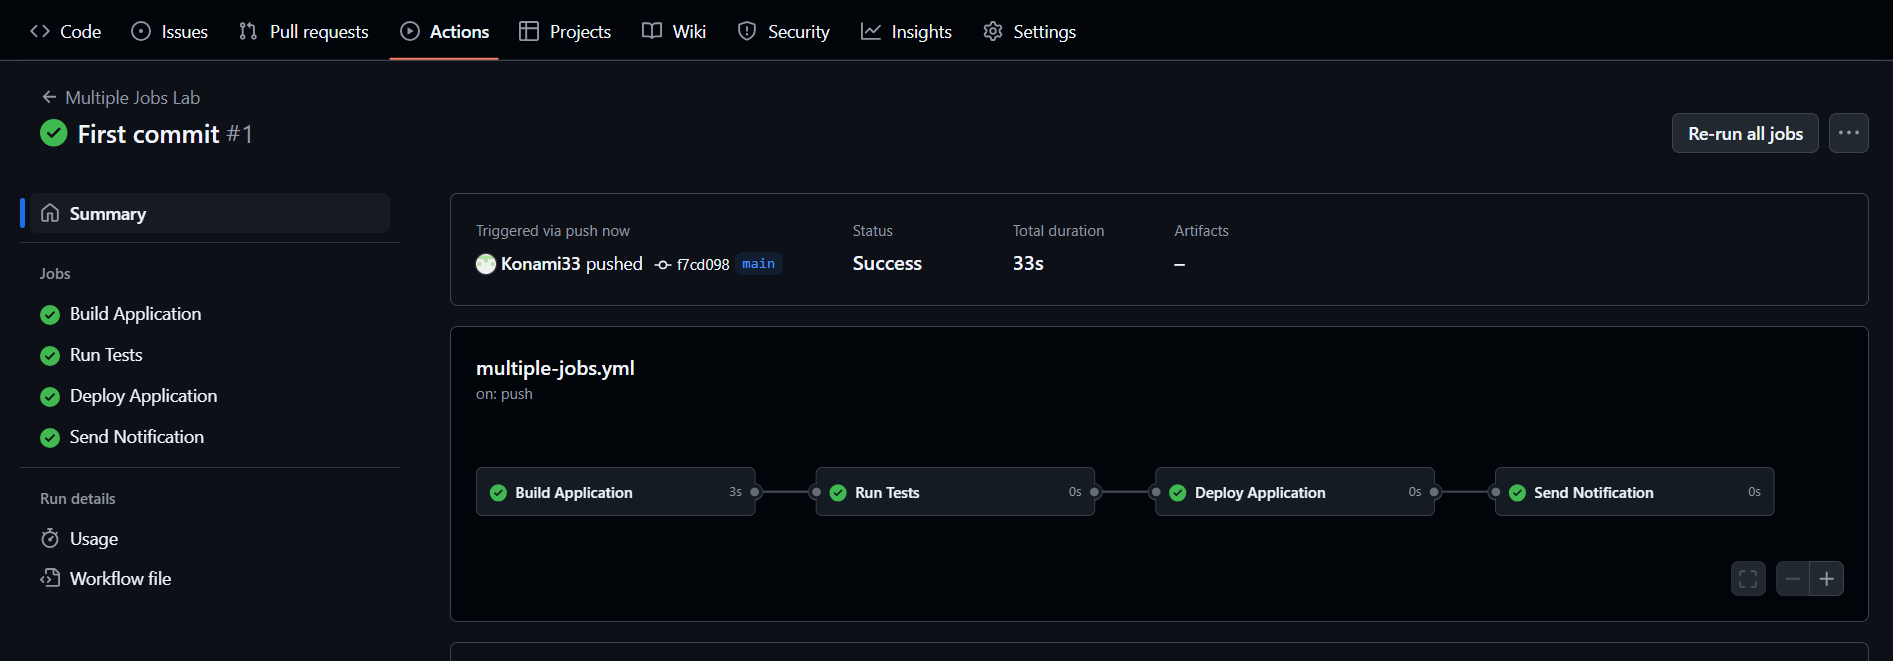 Code Issues Pull requests Actions Projects Wiki Security Insights Settings
Multiple Jobs Lab
First commit #1
Re-run all jobs
Summary
Jobs
Build Application
Run Tests
Deploy Application
Send Notification
Run details
Usage
Workflow file
Triggered via push now
Konami33 pushed f7cd098 main
Status
Success
Total duration
33s
Artifacts
–
multiple-jobs.yml
on: push
Build Application 3s
Run Tests 0s
Deploy Application 0s
Send Notification 0s